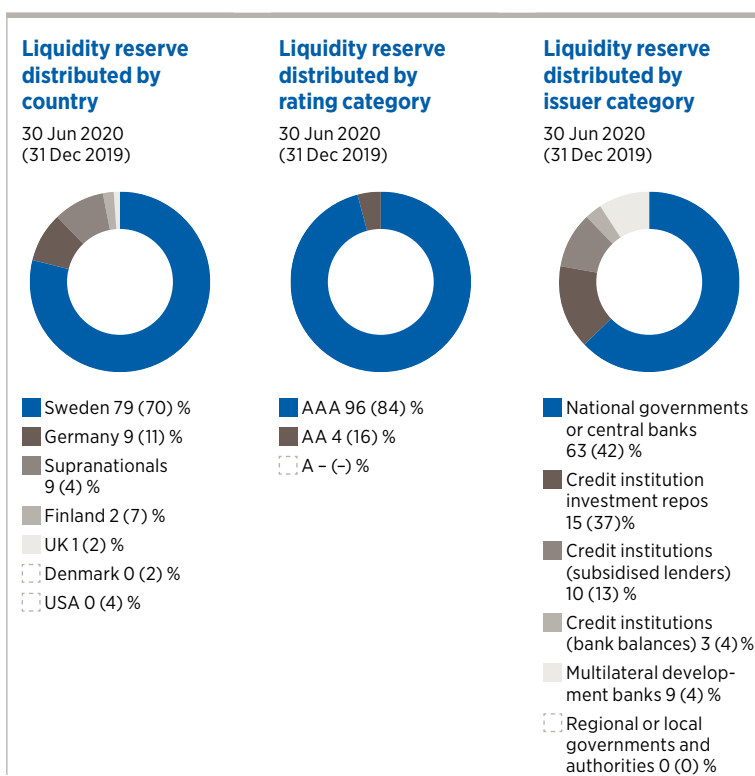 Liquidity reserve
distributed by
country
30 Jun 2020
(31 Dec 2019)
Sweden 79 (70) %
Germany 9 (11) %
Supranationals
9 (4) %
Finland 2 (7) %
UK 1 (2) %
Denmark 0 (2) %
USA 0 (4) %
Liquidity reserve
distributed by
rating category
30 Jun 2020
(31 Dec 2019)
AAA 96 (84) %
AA 4 (16) %
A – (–) %
Liquidity reserve
distributed by
issuer category
30 Jun 2020
(31 Dec 2019)
National governments
or central banks
63 (42) %
Credit institution
investment repos
15 (37)%
Credit institutions
(subsidised lenders)
10 (13) %
Credit institutions
(bank balances) 3 (4) %
Multilateral develop-
ment banks 9 (4) %
Regional or local
governments and
authorities 0 (0) %